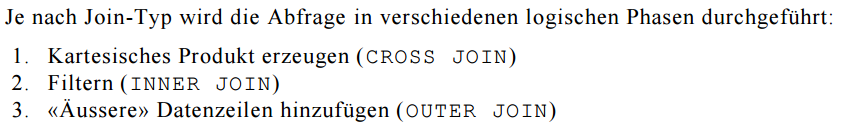 Je nach Join-Typ wird die Abfrage in verschiedenen logischen Phasen durchgeführt:
1. Kartesisches Produkt erzeugen (CROSS JOIN)
2. Filtern (INNER JOIN)
3. «Äussere» Datenzeilen hinzufügen (OUTER JOIN)